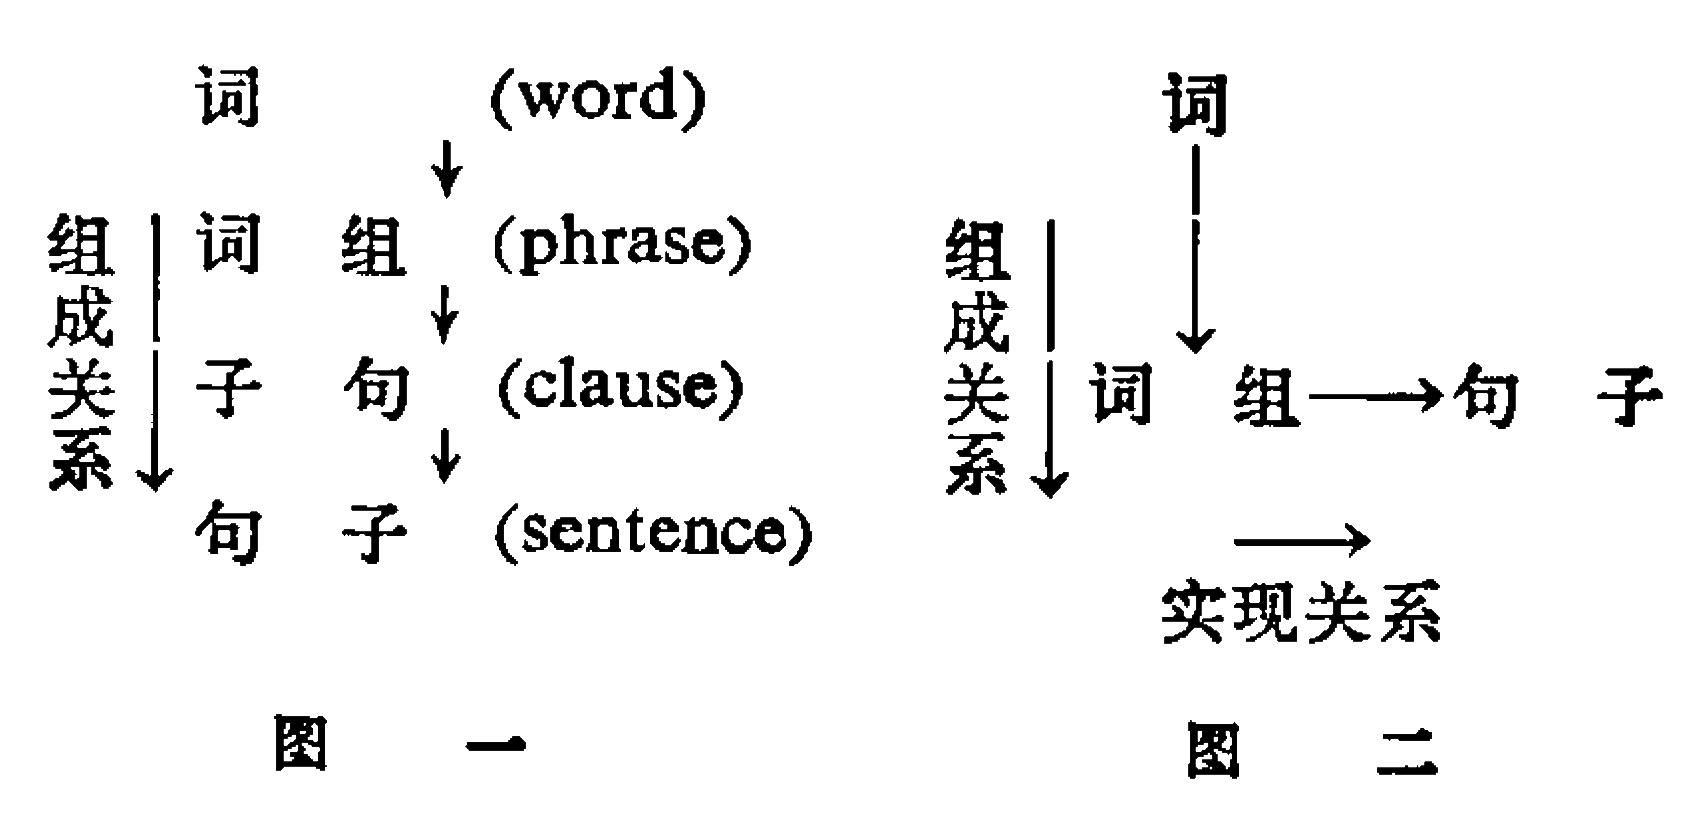 词 (word)
词 组 (phrase)
子 句 (clause)
句 子 (sentence)
组成关系
图 一
词
词 组 句 子
组成关系
实现关系
图 二